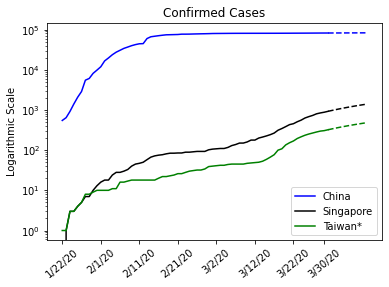 Confirmed Cases
Logarithmic Scale
10⁵
10⁴
10³
10²
10¹
10⁰
China
Singapore
Taiwan*
1/22/20
2/1/20
2/11/20
2/21/20
3/2/20
3/12/20
3/22/20
3/30/20